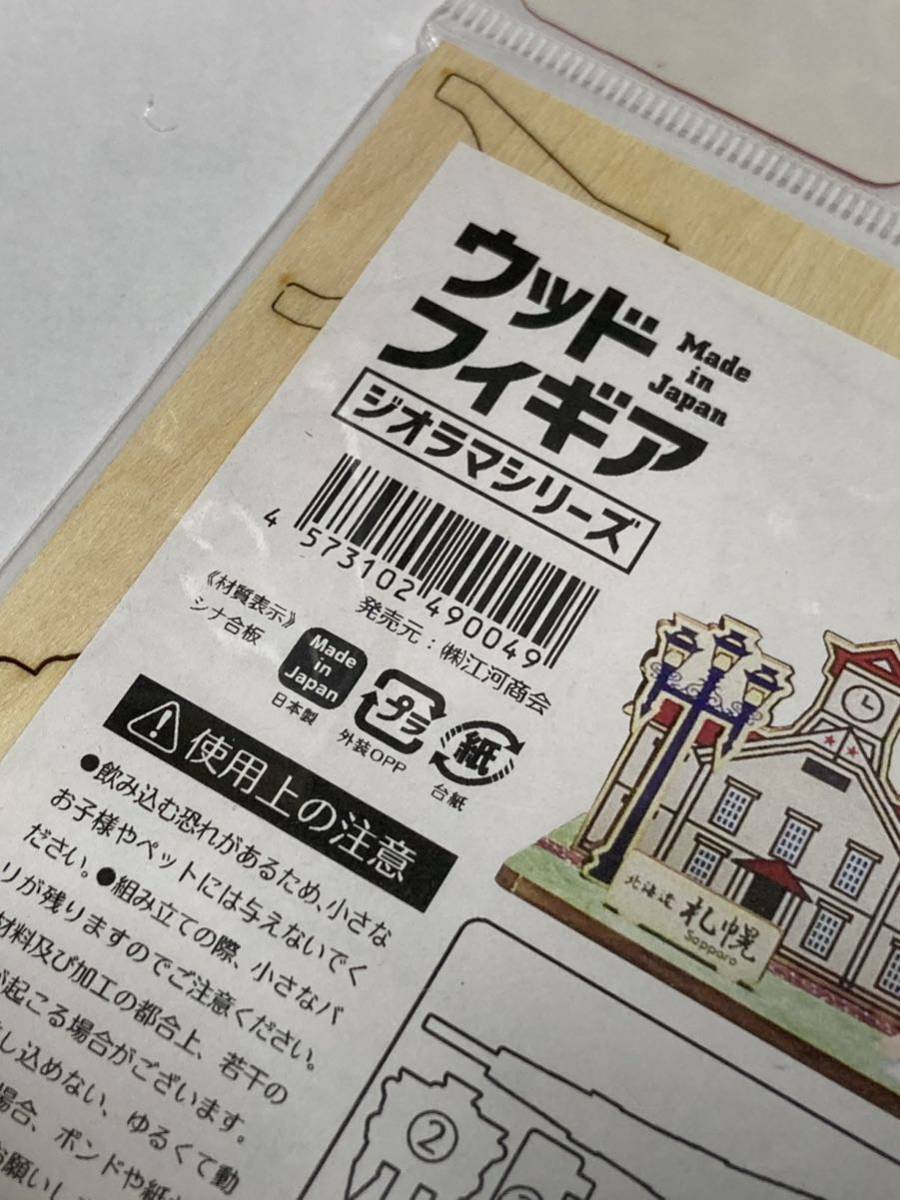 ウッド
フィギア
Made
in
Japan
ジオラマシリーズ
4 573102 490049
発売元：㈱江河商会
《材質表示》
シナ合板
Made
in
Japan
日本製
プラ
外装OPP
紙
台紙
使用上の注意
●飲み込む恐れがあるため、小さな
お子様やペットには与えないでく
ださい。●組み立ての際、小さなバ
リが残りますのでご注意ください。
材料及び加工の都合上、若干の
が起こる場合がございます。
し込めない、ゆるくて動
場合、ボンドや紙
お願いし
北海道
札幌
Sapporo
②